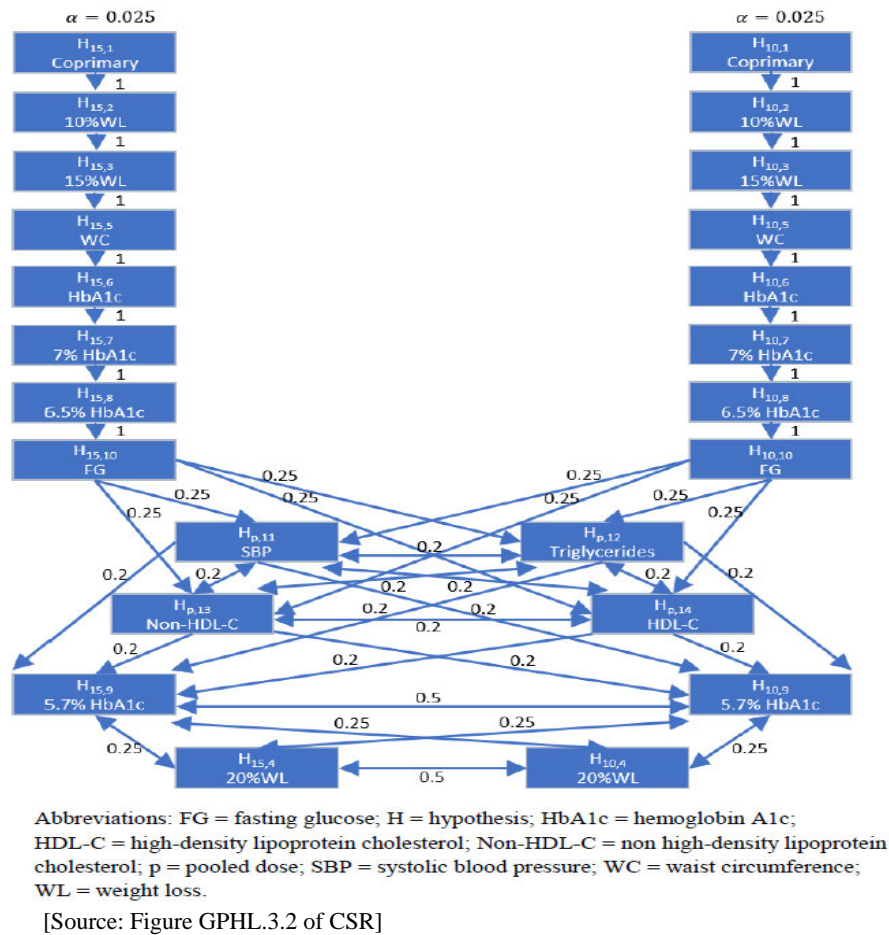 α = 0.025
α = 0.025
H15,1
Coprimary
H10,1
Coprimary
1
1
H15,2
10%WL
H10,2
10%WL
1
1
H15,3
15%WL
H10,3
15%WL
1
1
H15,5
WC
H10,5
WC
1
1
H15,6
HbA1c
H10,6
HbA1c
1
1
H15,7
7% HbA1c
H10,7
7% HbA1c
1
1
H15,8
6.5% HbA1c
H10,8
6.5% HbA1c
1
1
H15,10
FG
H10,10
FG
0.25
0.25
0.25
0.25
0.25
0.25
0.25
0.25
Hp,11
SBP
Hp,12
Triglycerides
0.2
0.2
0.2
0.2
0.2
0.2
0.2
Hp,13
Non-HDL-C
Hp,14
HDL-C
0.2
0.2
0.2
0.2
0.2
0.2
H15,9
5.7% HbA1c
H10,9
5.7% HbA1c
0.5
0.25
0.25
0.25
0.25
H15,4
20%WL
H10,4
20%WL
0.5
Abbreviations: FG = fasting glucose; H = hypothesis; HbA1c = hemoglobin A1c;
HDL-C = high-density lipoprotein cholesterol; Non-HDL-C = non high-density lipoprotein
cholesterol; p = pooled dose; SBP = systolic blood pressure; WC = waist circumference;
WL = weight loss.
[Source: Figure GPHL.3.2 of CSR]